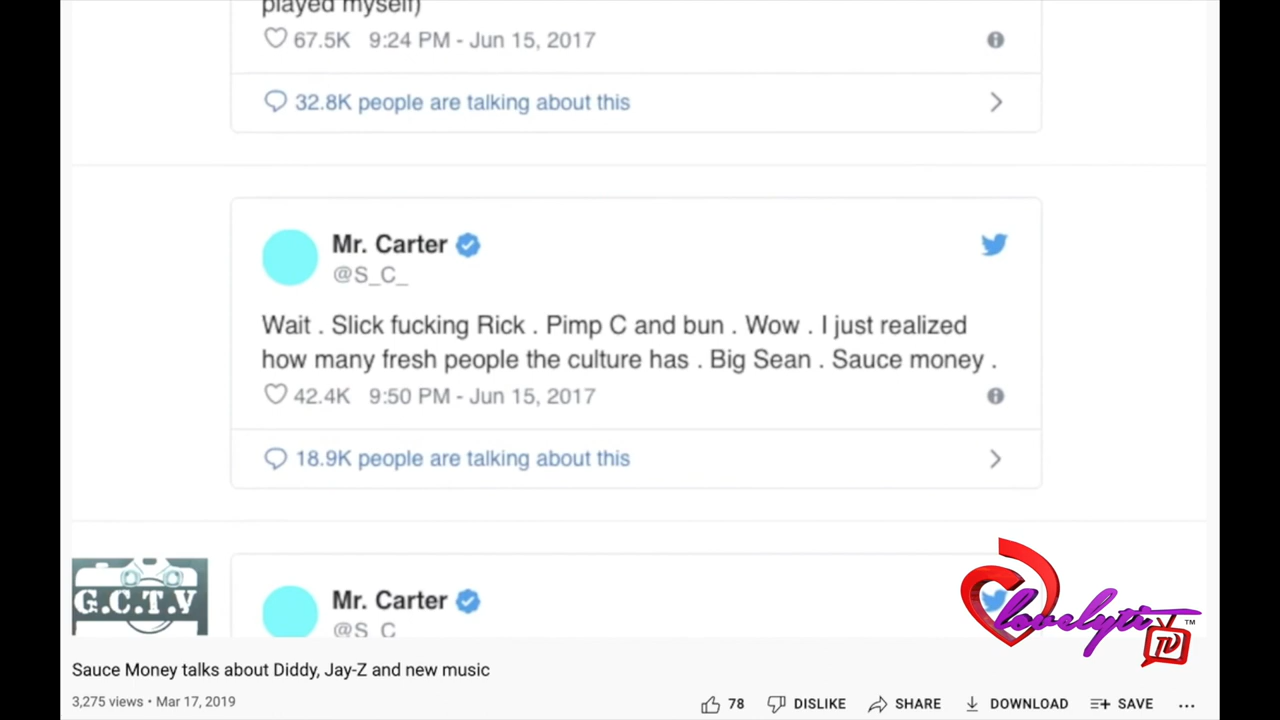 played myself)
67.5K 9:24 PM - Jun 15, 2017
32.8K people are talking about this
Mr. Carter
@S_C_
Wait . Slick fucking Rick . Pimp C and bun . Wow . I just realized
how many fresh people the culture has . Big Sean . Sauce money .
42.4K 9:50 PM - Jun 15, 2017
18.9K people are talking about this
G.C.T.V
Mr. Carter
@S_C_
lovelyti TV ™
Sauce Money talks about Diddy, Jay-Z and new music
3,275 views • Mar 17, 2019
78 DISLIKE SHARE DOWNLOAD SAVE ...